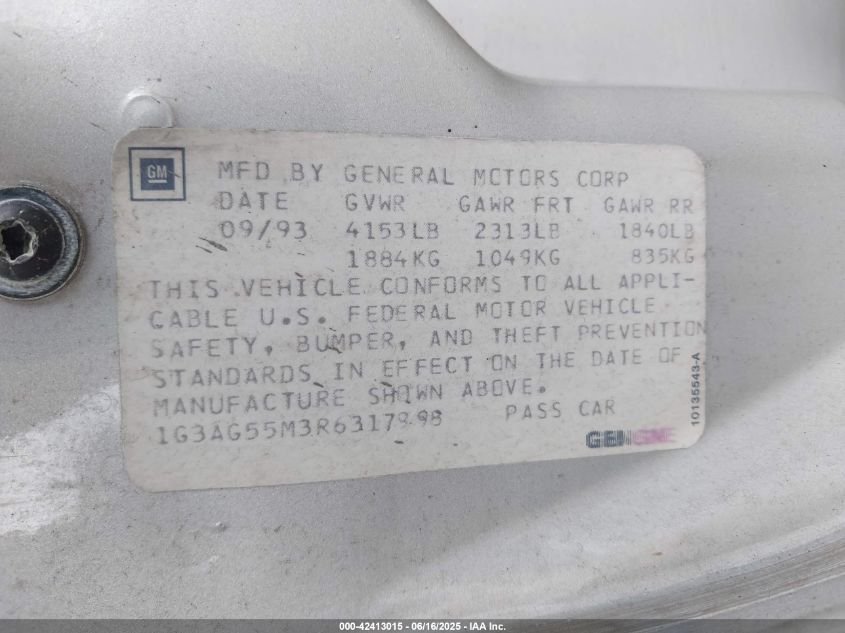 GM
MFD BY GENERAL MOTORS CORP
DATE GVWR GAWR FRT GAWR RR
09/93 4153LB 2313LB 1840LB
1884KG 1049KG 835KG
THIS VEHICLE CONFORMS TO ALL APPLI-
CABLE U.S. FEDERAL MOTOR VEHICLE
SAFETY, BUMPER, AND THEFT PREVENTION
STANDARDS IN EFFECT ON THE DATE OF
MANUFACTURE SHOWN ABOVE.
1G3AG55M3R6317998 PASS CAR
10135543-A
000-42413015 - 06/16/2025 - IAA Inc.